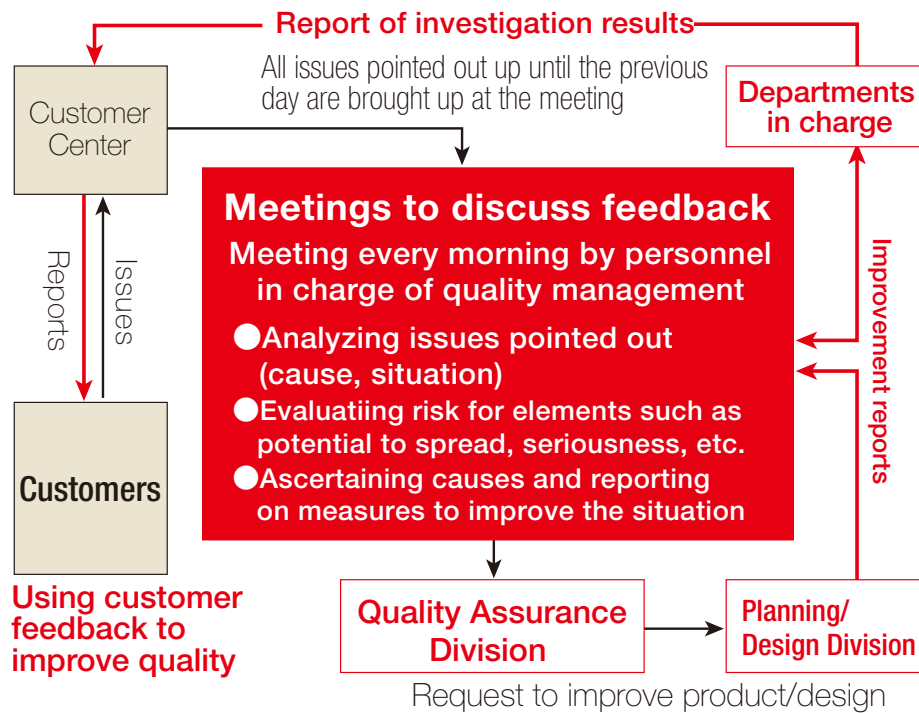 Report of investigation results
All issues pointed out up until the previous
day are brought up at the meeting
Customer
Center
Departments
in charge
Meetings to discuss feedback
Meeting every morning by personnel
in charge of quality management
●Analyzing issues pointed out
(cause, situation)
●Evaluatiing risk for elements such as
potential to spread, seriousness, etc.
●Ascertaining causes and reporting
on measures to improve the situation
Reports
Issues
Improvement reports
Customers
Using customer
feedback to
improve quality
Quality Assurance
Division
Planning/
Design Division
Request to improve product/design